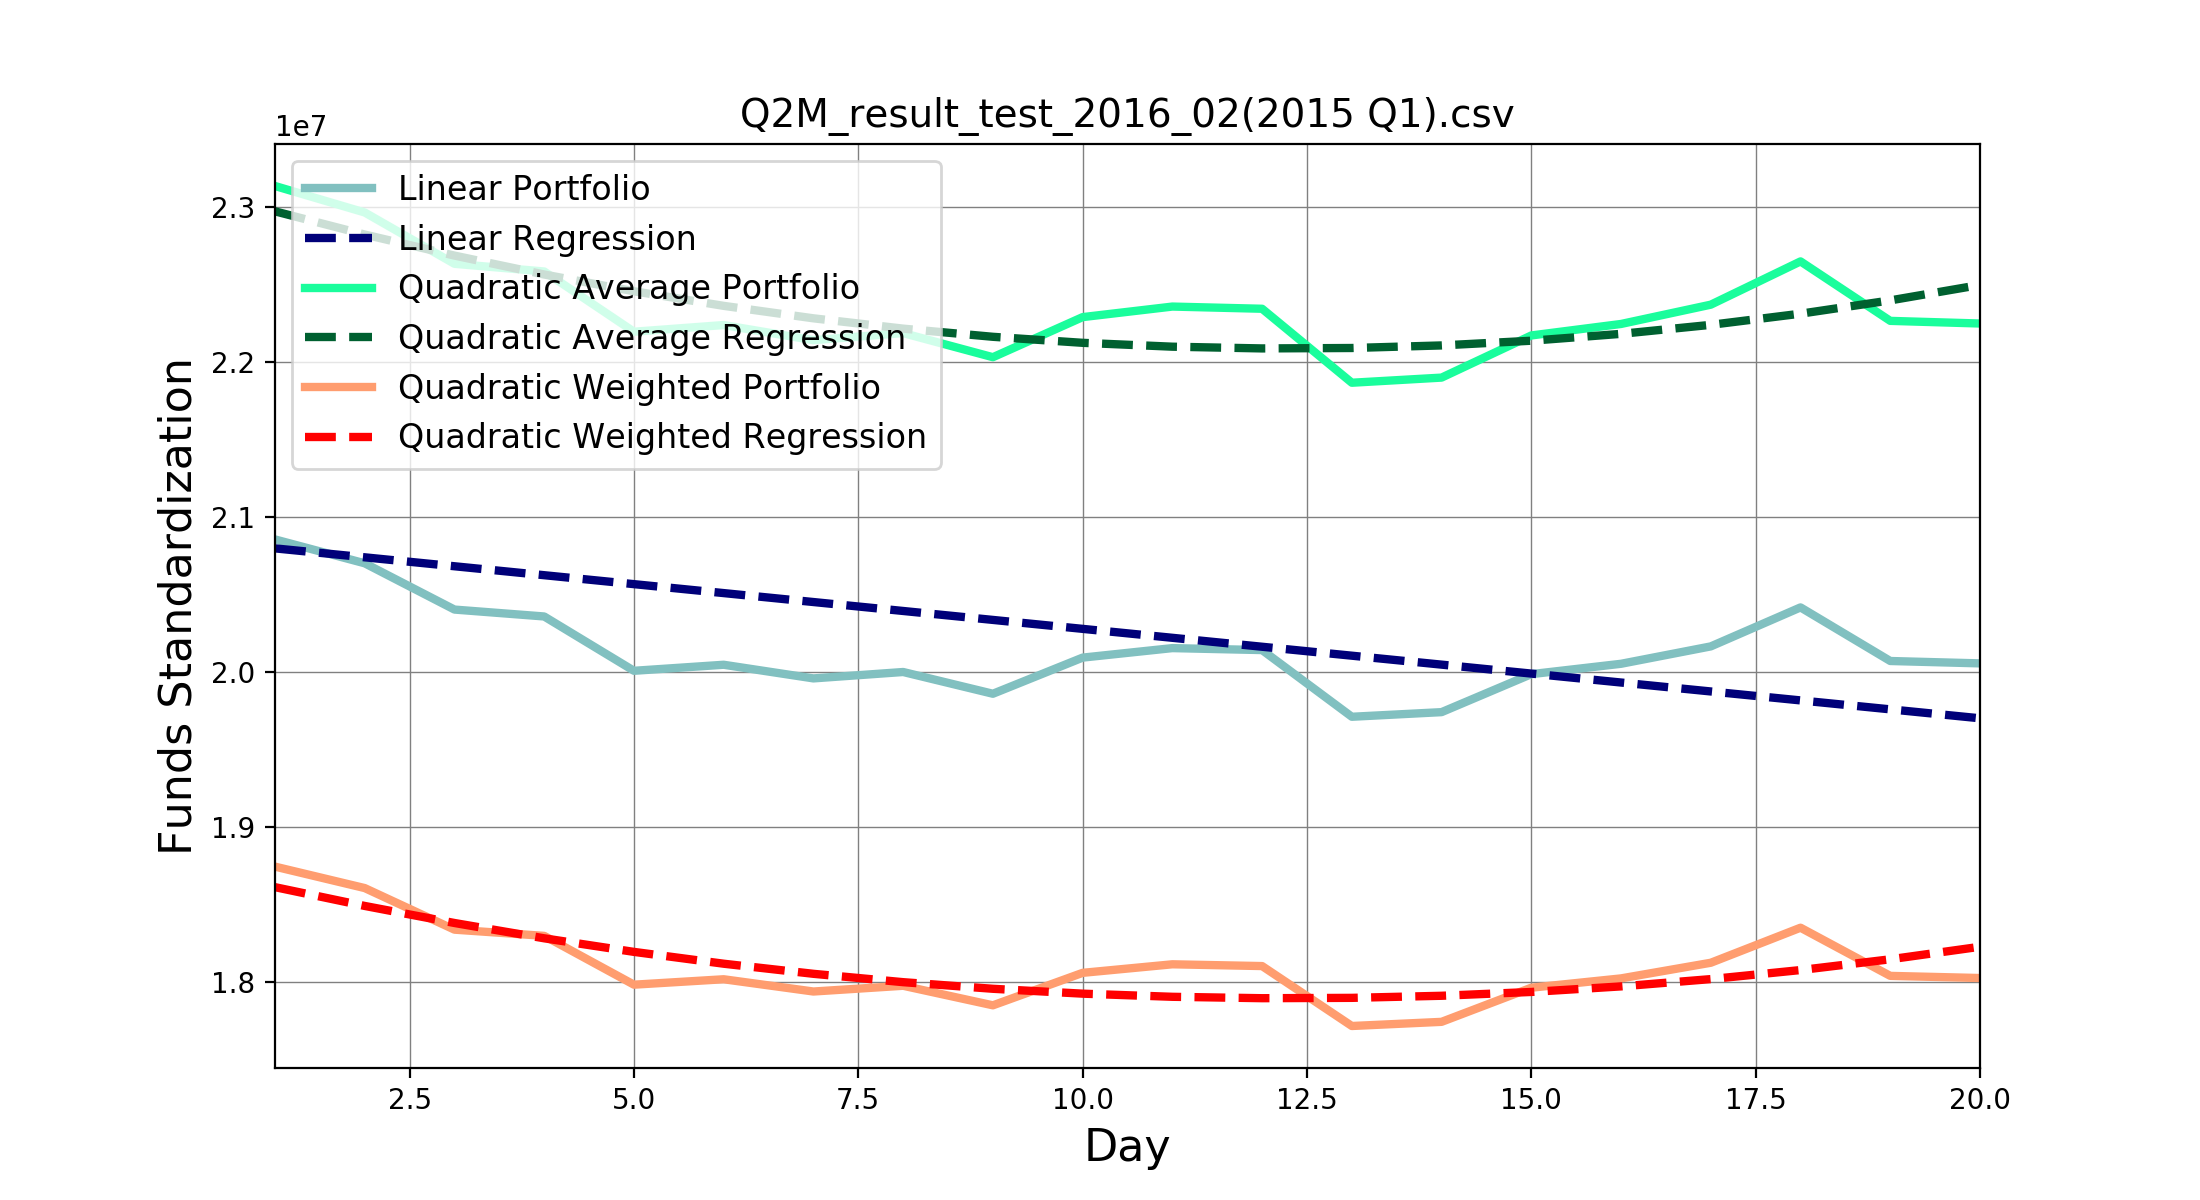 Q2M_result_test_2016_02(2015 Q1).csv
1e7
Linear Portfolio
Linear Regression
Quadratic Average Portfolio
Quadratic Average Regression
Quadratic Weighted Portfolio
Quadratic Weighted Regression
2.3
2.2
2.1
2.0
1.9
1.8
Funds Standardization
2.5 5.0 7.5 10.0 12.5 15.0 17.5 20.0
Day